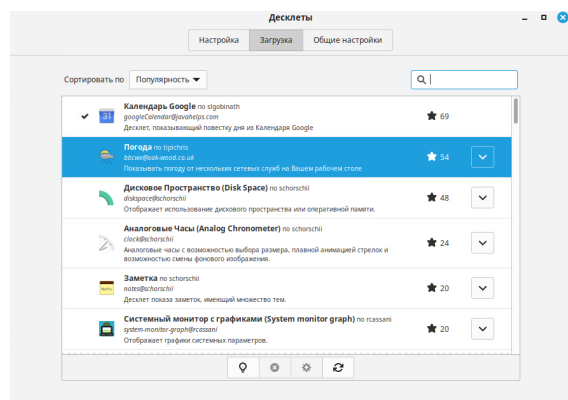 Десклеты
Настройка Загрузка Общие настройки
Сортировать по Популярность
Календарь Google по slgobinath
googleCalendar@javahelps.com
Десклет, показывающий повестку дня из Календаря Google
69
31
Погода по tipichris
bbcwx@oak-wood.co.uk
Показывать погоду от нескольких сетевых служб на Вашем рабочем столе
54
Дисковое Пространство (Disk Space) по schorschii
diskspace@schorschii
Отображает использование дискового пространства или оперативной памяти.
48
Аналоговые Часы (Analog Chronometer) по schorschii
clock@schorschii
Аналоговые часы с возможностью выбора размера, плавной анимацией стрелок и
возможностью смены фонового изображения.
24
Заметка по schorschii
notes@schorschii
Десклет показа заметок, имеющий множество тем.
20
Системный монитор с графиками (System monitor graph) по rcassani
system-monitor-graph@rcassani
Отображает графики системных параметров.
20